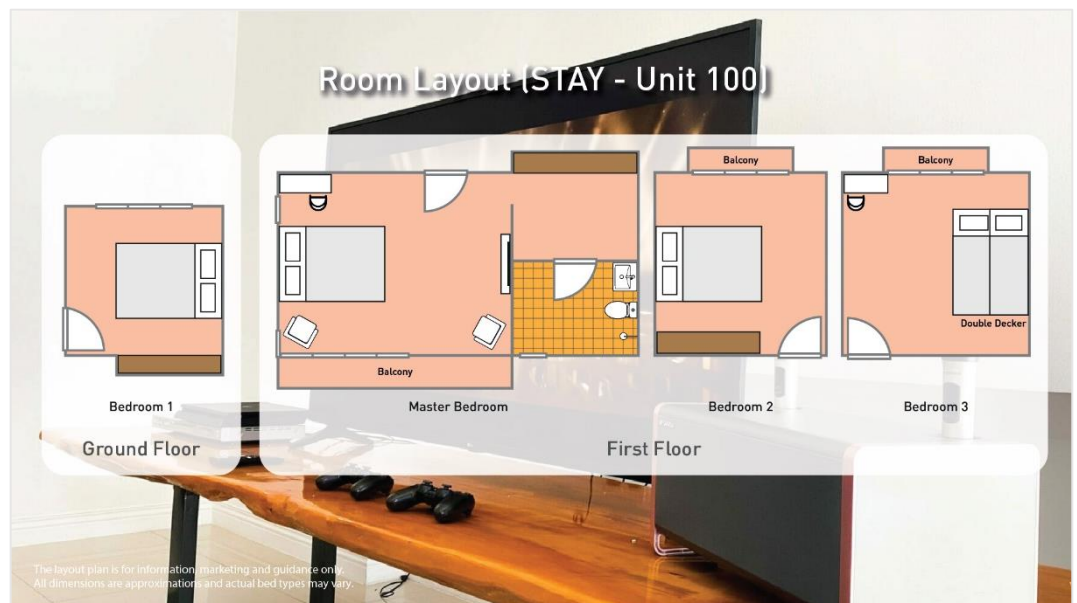 Room Layout (STAY - Unit 100)
Balcony
Balcony
Double Decker
Balcony
Bedroom 1
Master Bedroom
Bedroom 2
Bedroom 3
Ground Floor
First Floor
The layout plan is for information, marketing and guidance only.
All dimensions are approximations and actual bed types may vary.